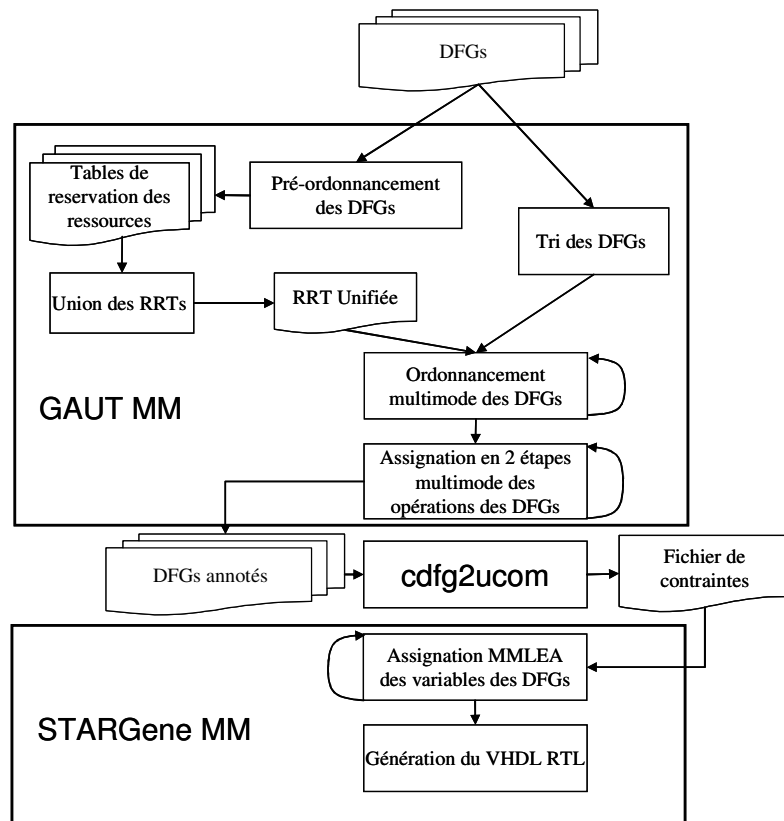 DFGs
Tables de
reservation des
ressources
Pré-ordonnancement
des DFGs
Tri des DFGs
Union des RRTs
RRT Unifiée
Ordonnancement
multimode des DFGs
GAUT MM
Assignation en 2 étapes
multimode des
opérations des DFGs
DFGs annotés
cdfg2ucom
Fichier de
contraintes
Assignation MMLEA
des variables des DFGs
STARGene MM
Génération du VHDL RTL